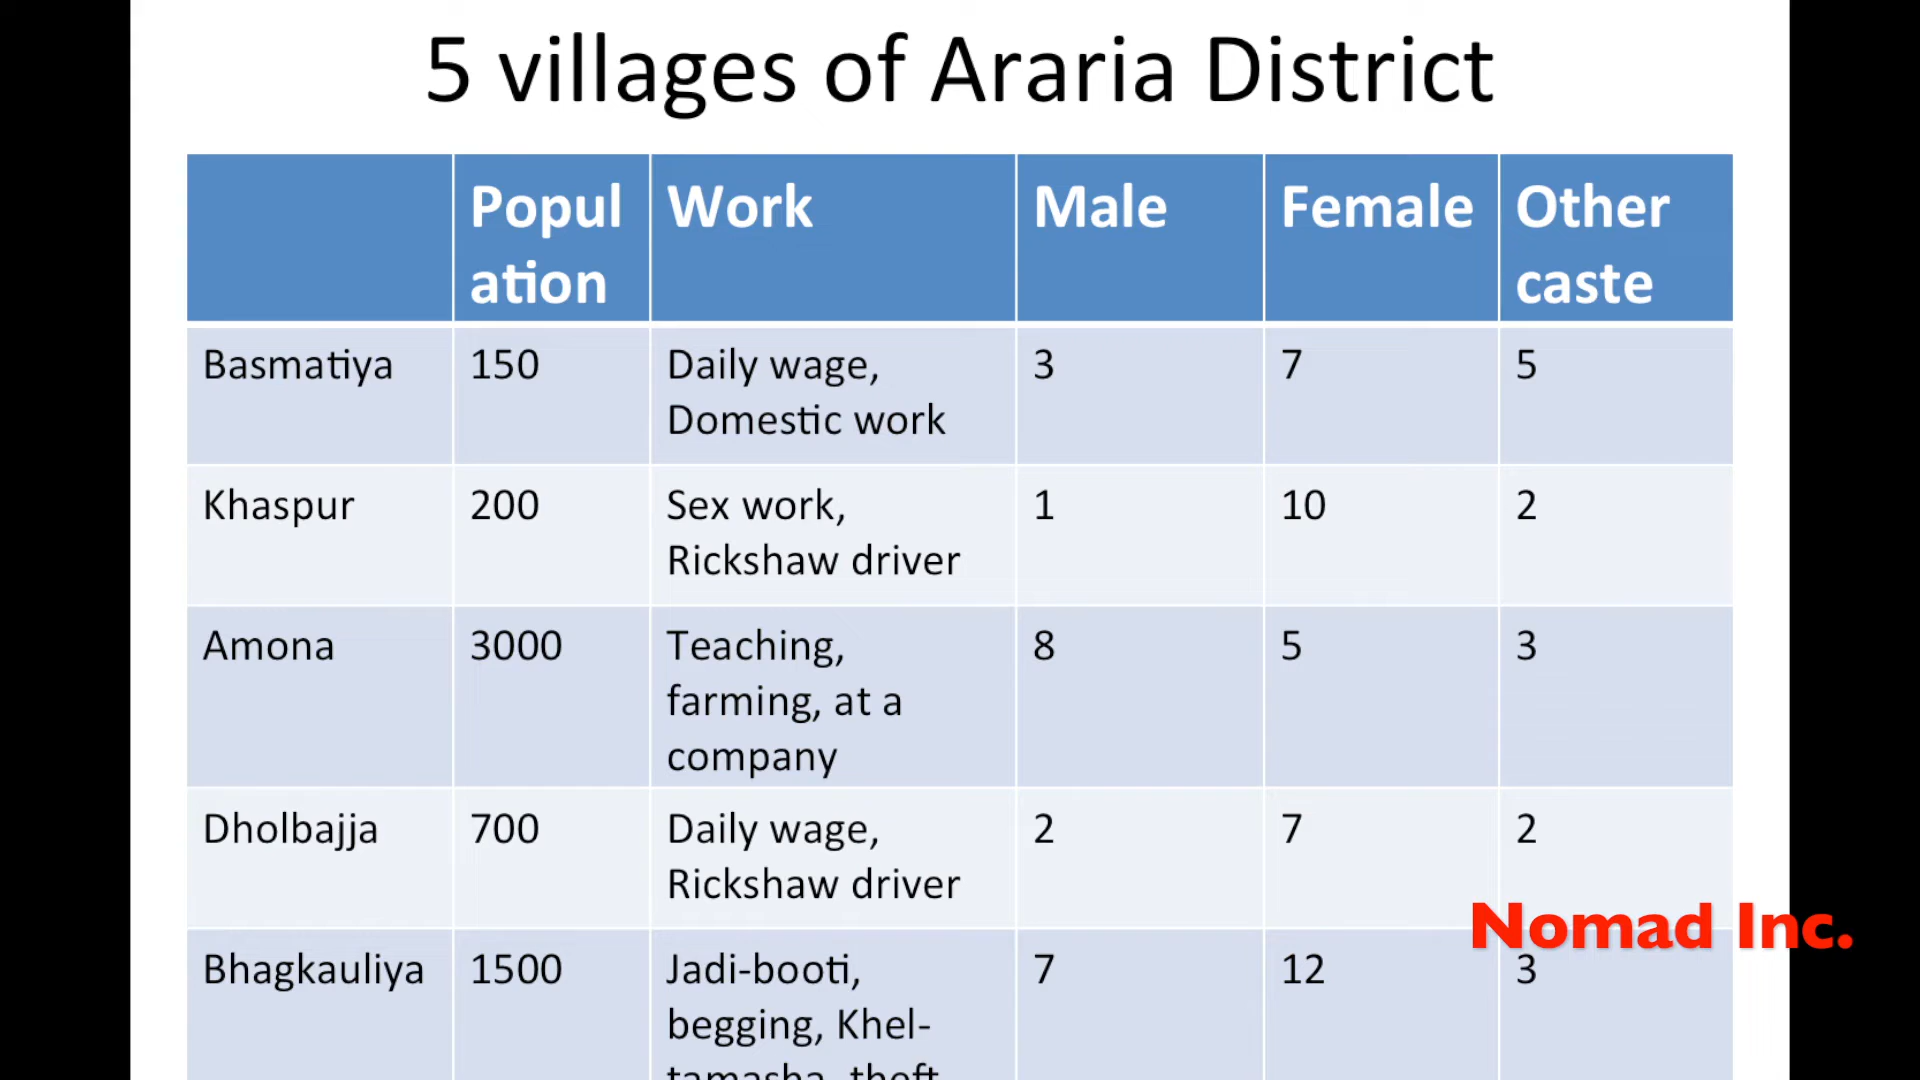 5 villages of Araria District
Popul
ation
Work
Male
Female
Other
caste
Basmatiya
150
Daily wage,
Domestic work
3
7
5
Khaspur
200
Sex work,
Rickshaw driver
1
10
2
Amona
3000
Teaching,
farming, at a
company
8
5
3
Dholbajja
700
Daily wage,
Rickshaw driver
2
7
2
Nomad Inc.
Bhagkauliya
1500
Jadi-booti,
begging, Khel-
tamasha, theft
7
12
3